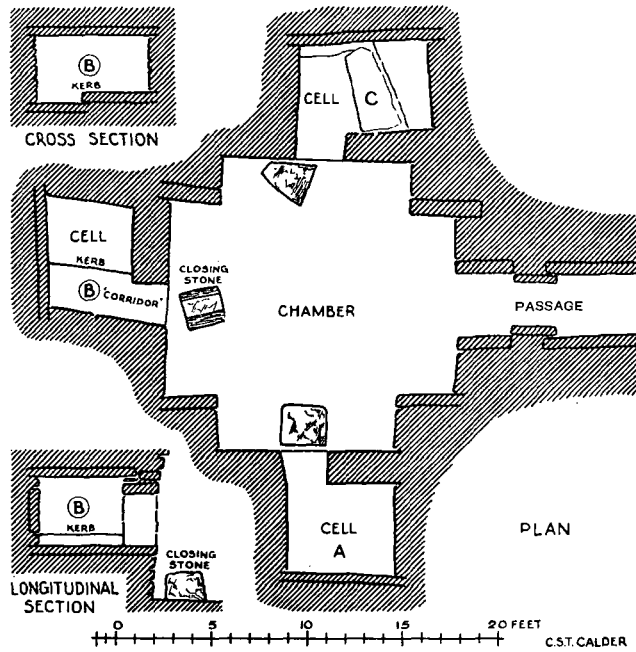 B
KERB
CROSS SECTION
CELL
C
CELL
KERB
B 'CORRIDOR'
CLOSING
STONE
CHAMBER
PASSAGE
B
KERB
CLOSING
STONE
LONGITUDINAL
SECTION
CELL
A
PLAN
0 5 10 15 20 FEET
C.S.T. CALDER